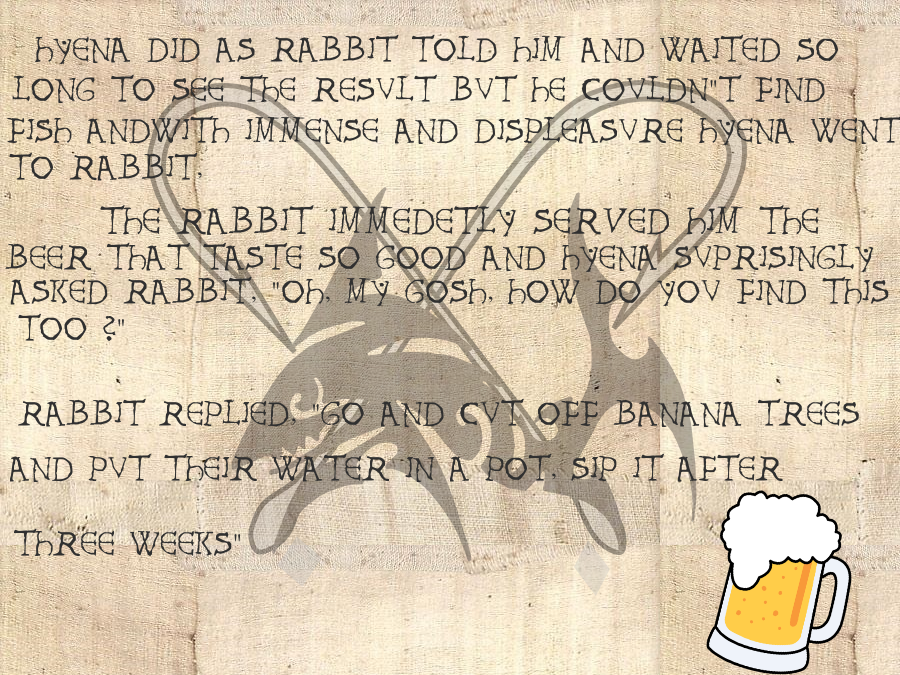 HYENA DID AS RABBIT TOLD HIM AND WAITED SO
LONG TO SEE THE RESULT BUT HE COULDN"T FIND
FISH ANDWITH IMMENSE AND DISPLEASURE HYENA WENT
TO RABBIT.
THE RABBIT IMMEDETLY SERVED HIM THE
BEER THAT TASTE SO GOOD AND HYENA SUPRISINGLY
ASKED RABBIT, "OH, MY GOSH, HOW DO YOU FIND THIS
TOO ?"
RABBIT REPLIED, "GO AND CUT OFF BANANA TREES
AND PUT THEIR WATER IN A POT, SIP IT AFTER
THREE WEEKS"